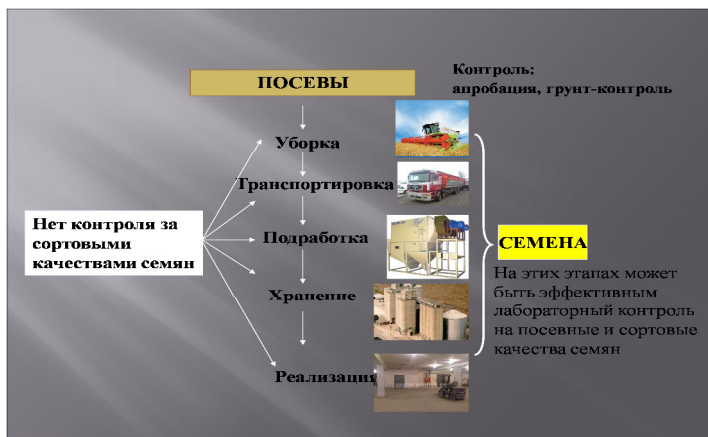 Контроль:
апробация, грунт-контроль
ПОСЕВЫ
Уборка
Транспортировка
Подработка
Хранение
Реализация
Нет контроля за
сортовыми
качествами семян
СЕМЕНА
На этих этапах может
быть эффективным
лабораторный контроль
на посевные и сортовые
качества семян